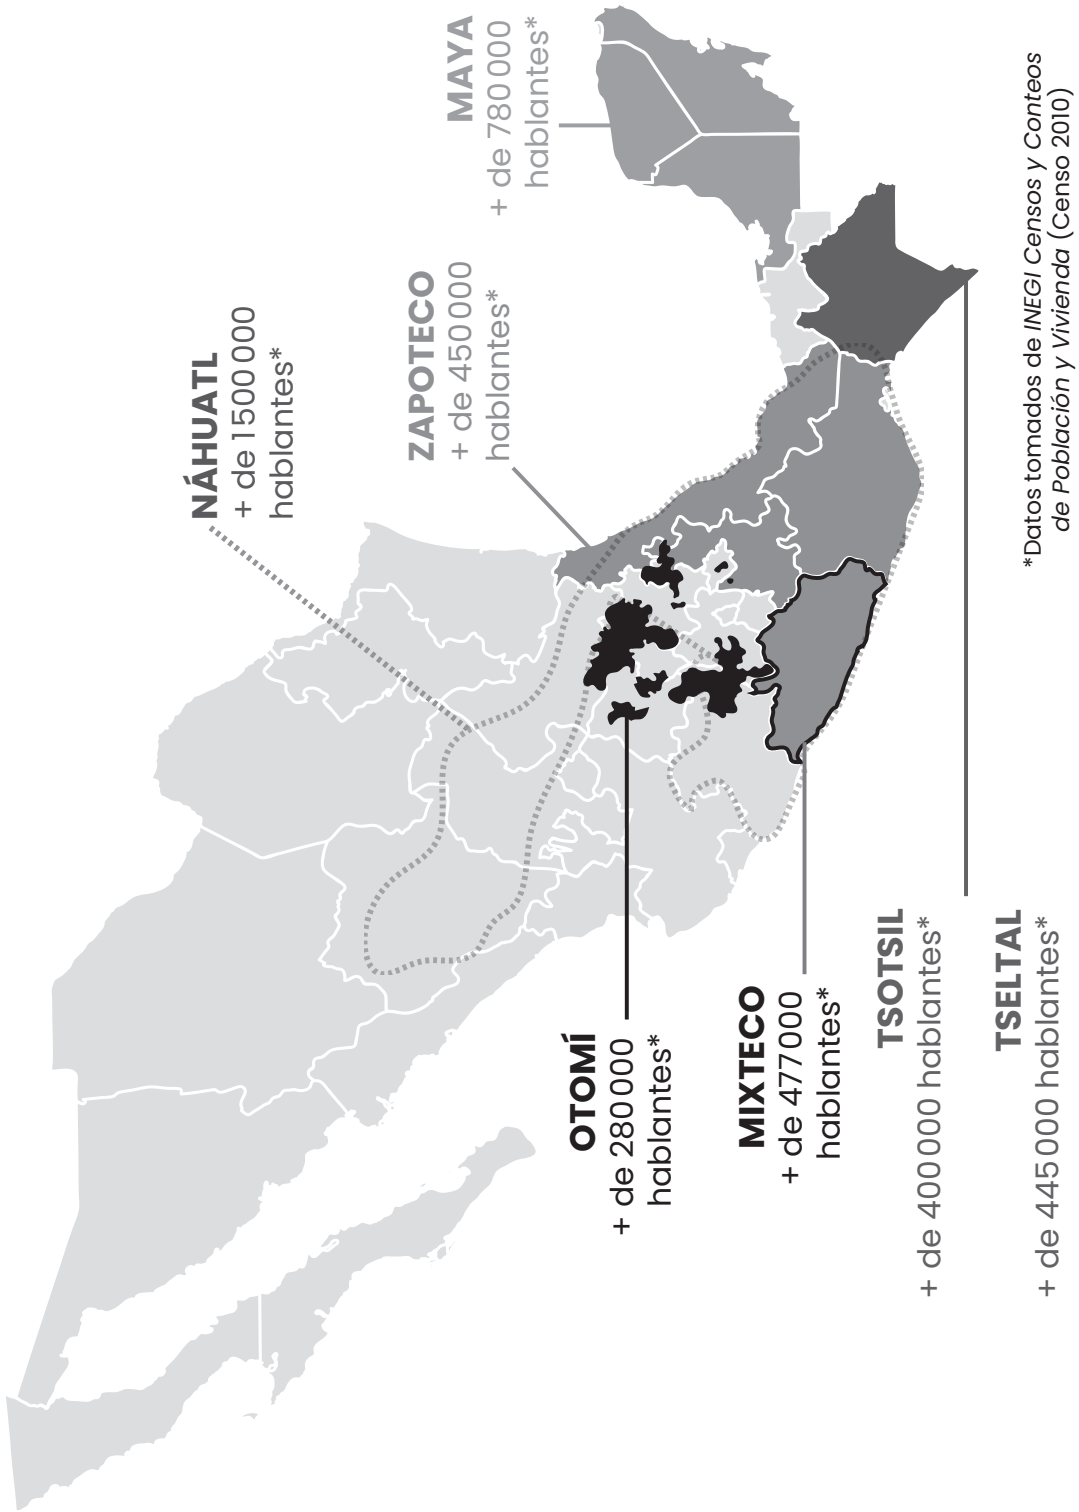 NÁHUATL
+ de 1 500 000
hablantes*
ZAPOTECO
+ de 450 000
hablantes*
MAYA
+ de 780 000
hablantes*
OTOMÍ
+ de 280 000
hablantes*
MIXTECO
+ de 477 000
hablantes*
TSOTSIL
+ de 400 000 hablantes*
TSELTAL
+ de 445 000 hablantes*
*Datos tomados de INEGI Censos y Conteos
de Población y Vivienda (Censo 2010)